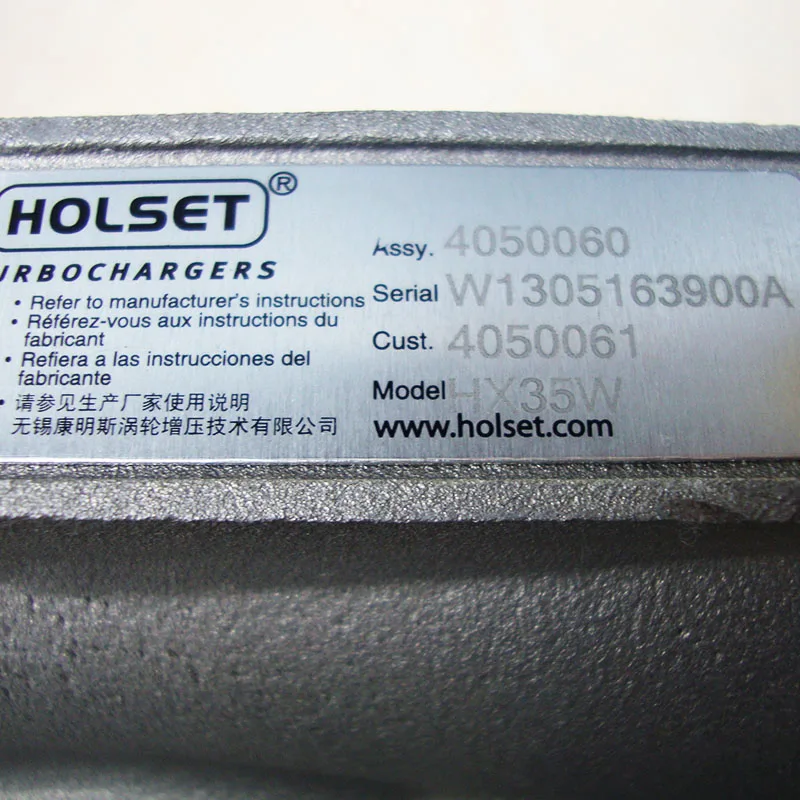 HOLSET®
URBOCHARGERS
• Refer to manufacturer's instructions
• Référez-vous aux instructions du
fabricant
• Refiera a las instrucciones del
fabricante
• 请参见生产厂家使用说明
无锡康明斯涡轮增压技术有限公司
Assy. 4050060
Serial W1305163900A
Cust. 4050061
Model HX35W
www.holset.com